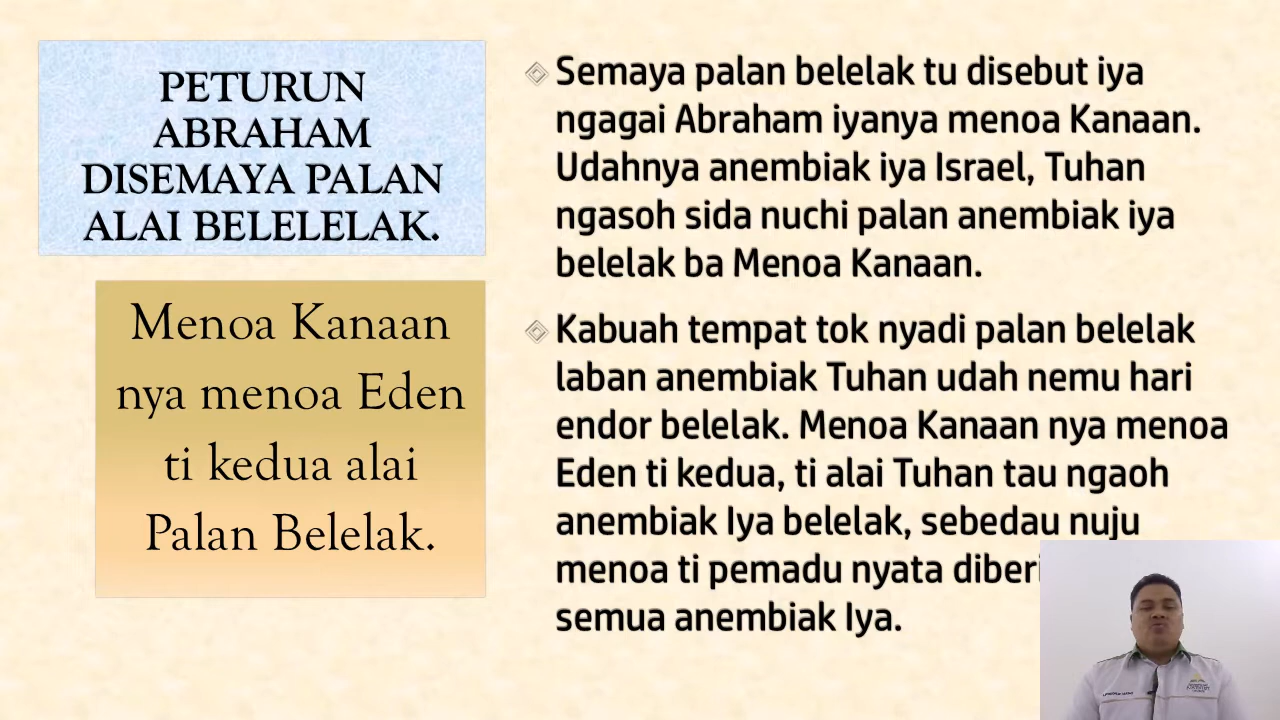 PETURUN
ABRAHAM
DISEMAYA PALAN
ALAI BELELELAK.
Menoa Kanaan
nya menoa Eden
ti kedua alai
Palan Belelak.
Semaya palan belelak tu disebut iya
ngagai Abraham iyanya menoa Kanaan.
Udahnya anembiak iya Israel, Tuhan
ngasoh sida nuchi palan anembiak iya
belelak ba Menoa Kanaan.
Kabuah tempat tok nyadi palan belelak
laban anembiak Tuhan udah nemu hari
endor belelak. Menoa Kanaan nya menoa
Eden ti kedua, ti alai Tuhan tau ngaoh
anembiak Iya belelak, sebedau nuju
menoa ti pemadu nyata diberi
semua anembiak Iya.